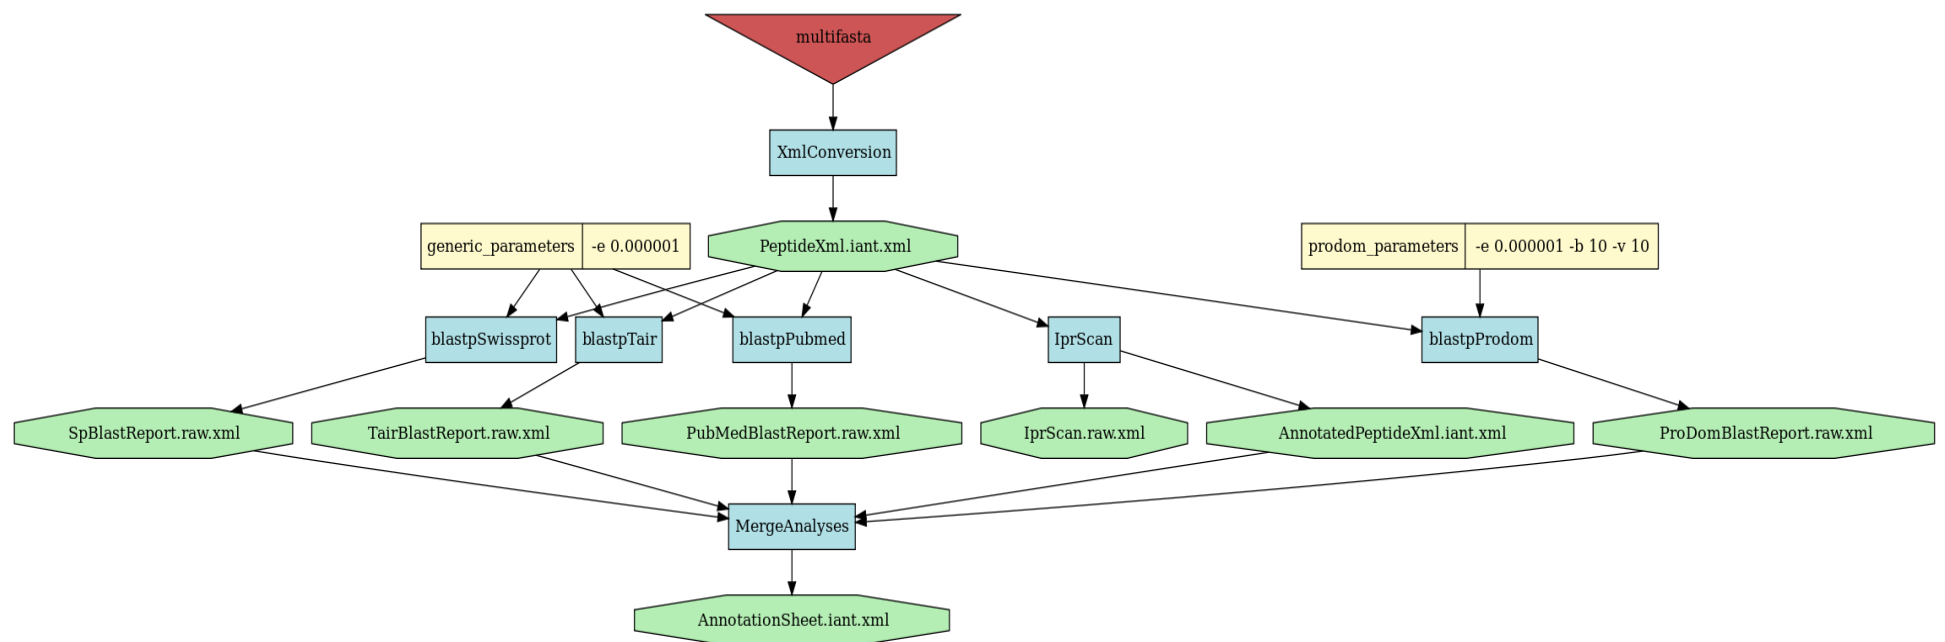 multifasta
XmlConversion
generic_parameters -e 0.000001
PeptideXml.iant.xml
prodom_parameters -e 0.000001 -b 10 -v 10
blastpSwissprot
blastpTair
blastpPubmed
IprScan
blastpProdom
SpBlastReport.raw.xml
TairBlastReport.raw.xml
PubMedBlastReport.raw.xml
IprScan.raw.xml
AnnotatedPeptideXml.iant.xml
ProDomBlastReport.raw.xml
MergeAnalyses
AnnotationSheet.iant.xml